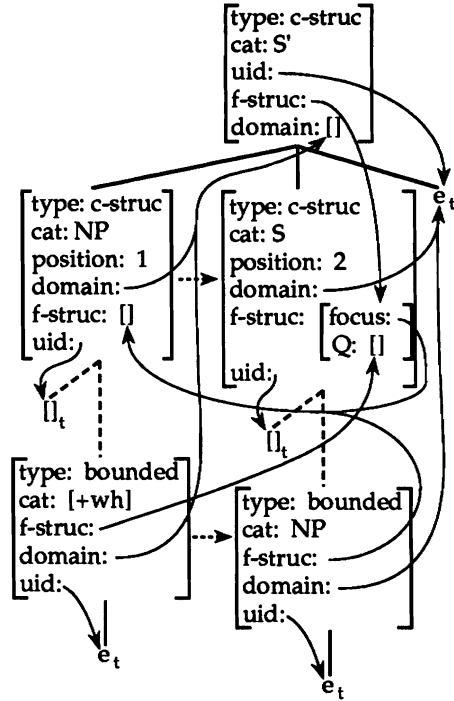 type: c-struc
cat: S'
uid:
f-struc:
domain: []
e t
type: c-struc
cat: NP
position: 1
domain:
f-struc: []
uid:
[] t
type: c-struc
cat: S
position: 2
domain:
f-struc: [focus:
Q: []]
uid:
[] t
type: bounded
cat: [+wh]
f-struc:
domain:
uid:
e t
type: bounded
cat: NP
f-struc:
domain:
uid:
e t